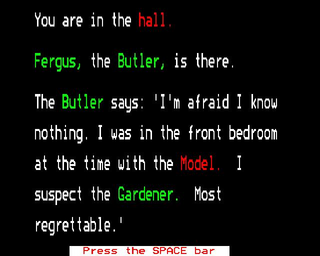 You are in the hall.
Fergus, the Butler, is there.
The Butler says: 'I'm afraid I know
nothing. I was in the front bedroom
at the time with the Model. I
suspect the Gardener. Most
regrettable.'
Press the SPACE bar